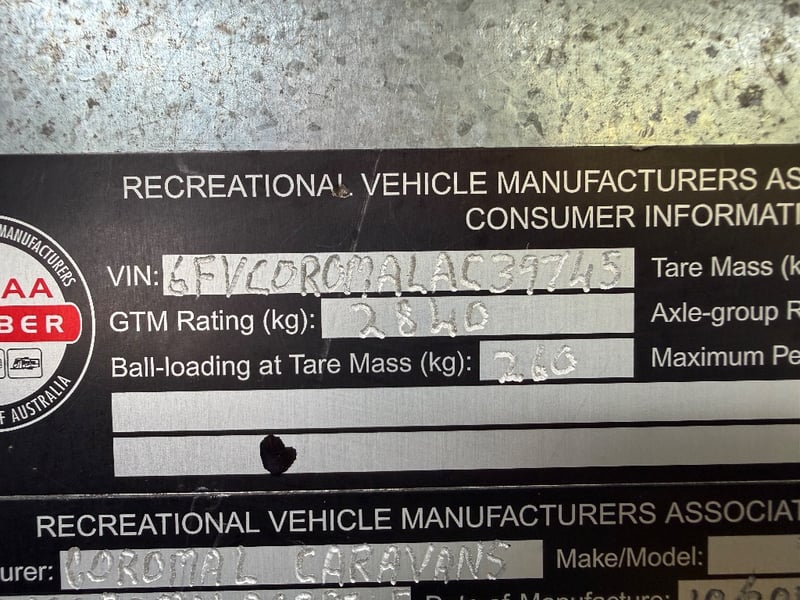 RECREATIONAL VEHICLE MANUFACTURERS AS
CONSUMER INFORMATI
MANUFACTURERS
AA
BER
F AUSTRALIA
VIN: 6FVCOROMALAC39745
Tare Mass (k
GTM Rating (kg): 2840
Axle-group R
Ball-loading at Tare Mass (kg): 260
Maximum Pe
RECREATIONAL VEHICLE MANUFACTURERS ASSOCIAT
urer: COROMAL CARAVANS
Make/Model:
Date of Manufacture: